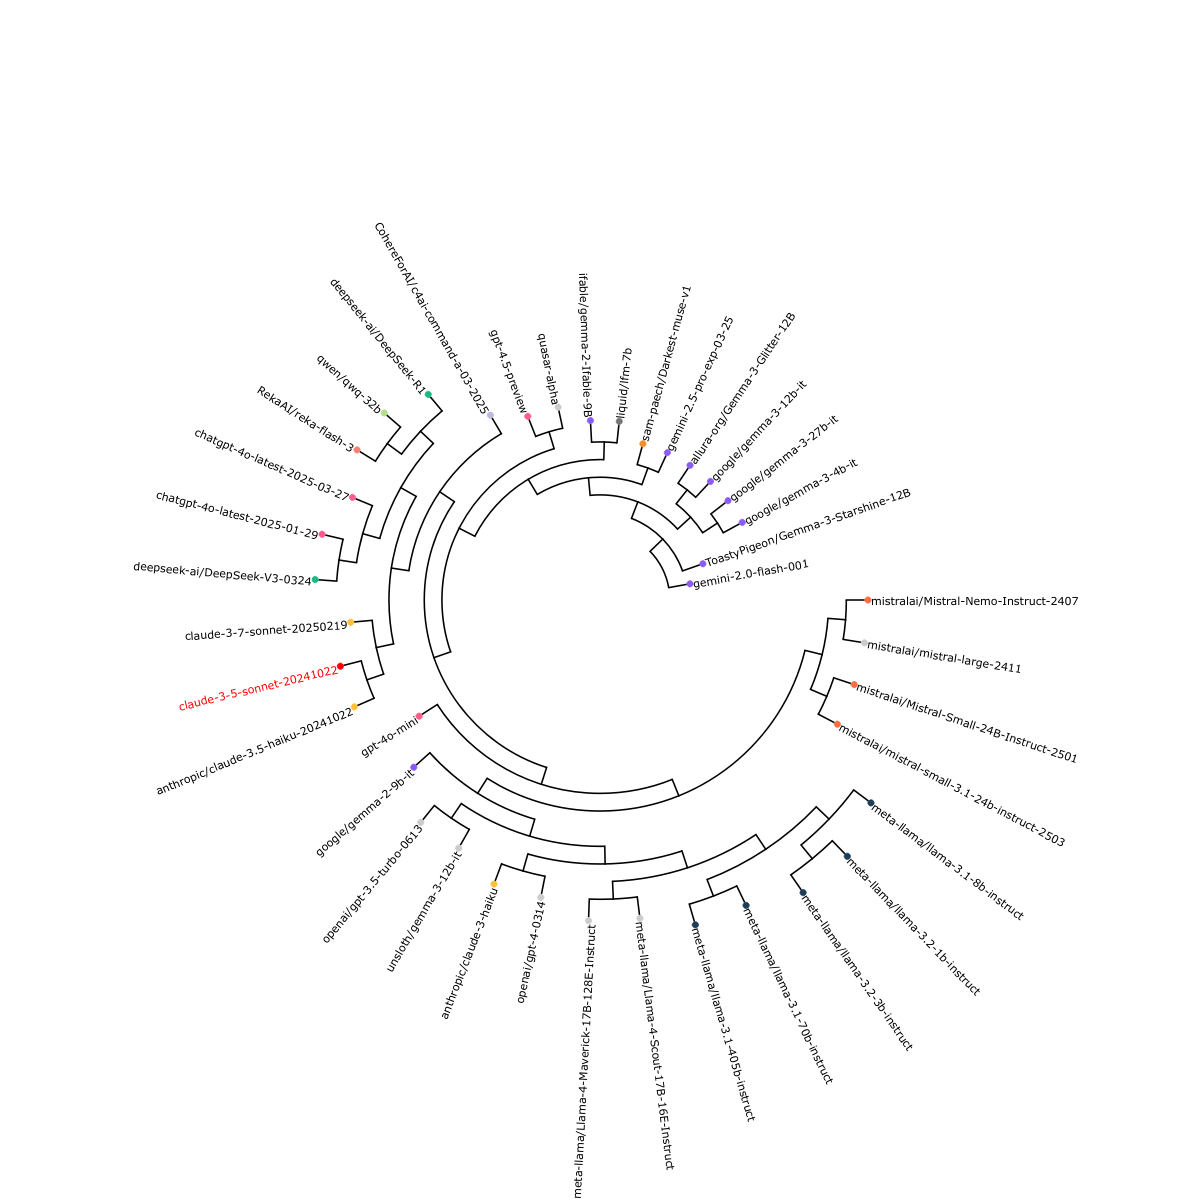 CohereForAI/c4ai-command-a-03-2025
deepseek-ai/DeepSeek-R1
qwen/qwq-32b
RekaAI/reka-flash-3
chatgpt-4o-latest-2025-03-27
chatgpt-4o-latest-2025-01-29
deepseek-ai/DeepSeek-V3-0324
claude-3-7-sonnet-20250219
claude-3-5-sonnet-20241022
anthropic/claude-3.5-haiku-20241022
gpt-4o-mini
google/gemma-2-9b-it
openai/gpt-3.5-turbo-0613
unsloth/gemma-3-12b-it
anthropic/claude-3-haiku
openai/gpt-4-0314
meta-llama/Llama-4-Maverick-17B-128E-Instruct
meta-llama/Llama-4-Scout-17B-16E-Instruct
meta-llama/llama-3.1-405b-instruct
meta-llama/llama-3.1-70b-instruct
meta-llama/llama-3.2-3b-instruct
meta-llama/llama-3.2-1b-instruct
meta-llama/llama-3.1-8b-instruct
mistralai/mistral-small-3.1-24b-instruct-2503
mistralai/Mistral-Small-24B-Instruct-2501
mistralai/mistral-large-2411
mistralai/Mistral-Nemo-Instruct-2407
gemini-2.0-flash-001
ToastyPigeon/Gemma-3-Starshine-12B
google/gemma-3-4b-it
google/gemma-3-27b-it
google/gemma-3-12b-it
allura-org/Gemma-3-Glitter-12B
gemini-2.5-pro-exp-03-25
sam-paech/Darkest-muse-v1
liquid/lfm-7b
ifable/gemma-2-Ifable-9B
quasar-alpha
gpt-4.5-preview